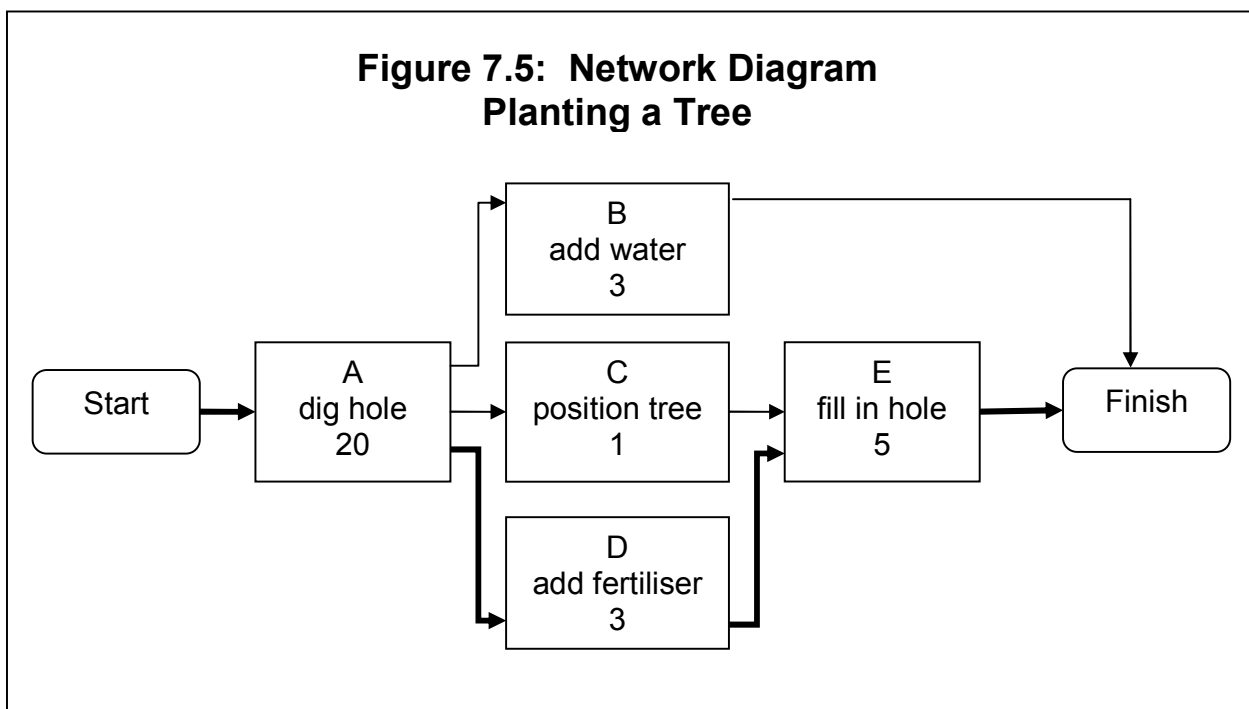 Figure 7.5: Network Diagram
Planting a Tree
B
add water
3
Start
A
dig hole
20
C
position tree
1
E
fill in hole
5
Finish
D
add fertiliser
3